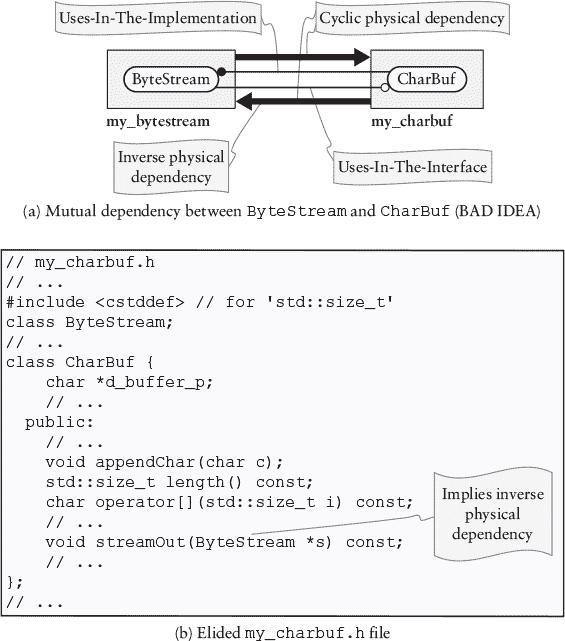 Uses-In-The-Implementation
Cyclic physical dependency
ByteStream
CharBuf
my_bytestream
my_charbuf
Inverse physical
dependency
Uses-In-The-Interface
(a) Mutual dependency between ByteStream and CharBuf (BAD IDEA)
// my_charbuf.h
// ...
#include <cstddef> // for 'std::size_t'
class ByteStream;
// ...
class CharBuf {
    char *d_buffer_p;
    // ...
  public:
    // ...
    void appendChar(char c);
    std::size_t length() const;
    char operator[](std::size_t i) const;
    // ...
    void streamOut(ByteStream *s) const;
    // ...
};
// ...
Implies inverse
physical
dependency
(b) Elided my_charbuf.h file